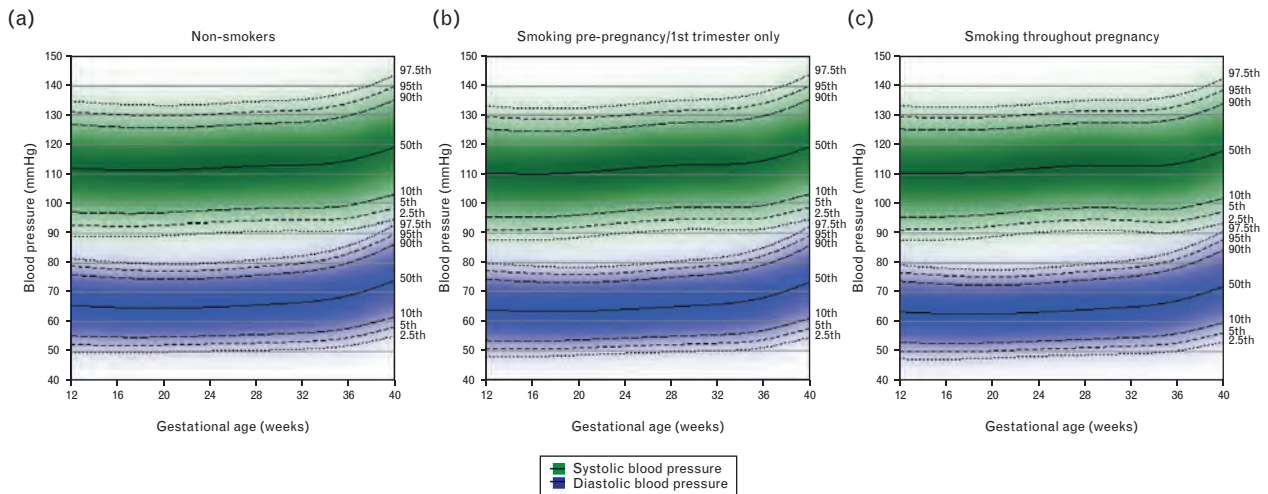 (a)
Non-smokers
Blood pressure (mmHg)
150
140
130
120
110
100
90
80
70
60
50
40
12 16 20 24 28 32 36 40
Gestational age (weeks)
97.5th
95th
90th
50th
10th
5th
2.5th
97.5th
95th
90th
50th
10th
5th
2.5th
(b)
Smoking pre-pregnancy/1st trimester only
Blood pressure (mmHg)
150
140
130
120
110
100
90
80
70
60
50
40
12 16 20 24 28 32 36 40
Gestational age (weeks)
97.5th
95th
90th
50th
10th
5th
2.5th
97.5th
95th
90th
50th
10th
5th
2.5th
(c)
Smoking throughout pregnancy
Blood pressure (mmHg)
150
140
130
120
110
100
90
80
70
60
50
40
12 16 20 24 28 32 36 40
Gestational age (weeks)
97.5th
95th
90th
50th
10th
5th
2.5th
97.5th
95th
90th
50th
10th
5th
2.5th
Systolic blood pressure
Diastolic blood pressure